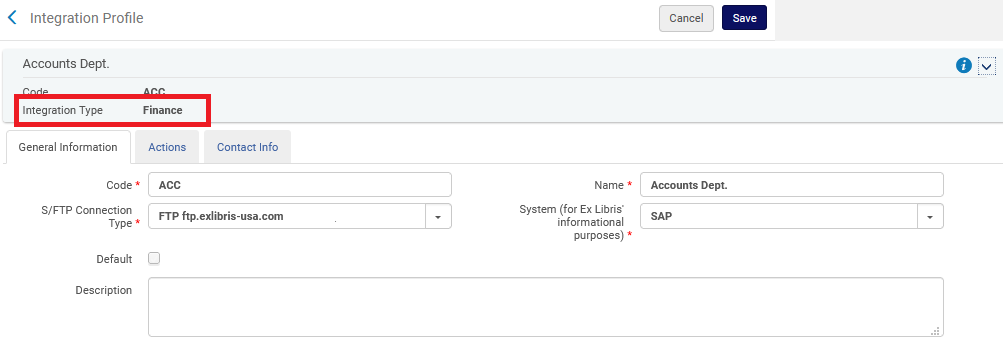 Integration Profile
Cancel
Save
Accounts Dept.
Code ACC
Integration Type Finance
General Information
Actions
Contact Info
Code * ACC
Name * Accounts Dept.
S/FTP Connection
Type *
FTP ftp.exlibris-usa.com
System (for Ex Libris'
informational
purposes) *
SAP
Default
Description